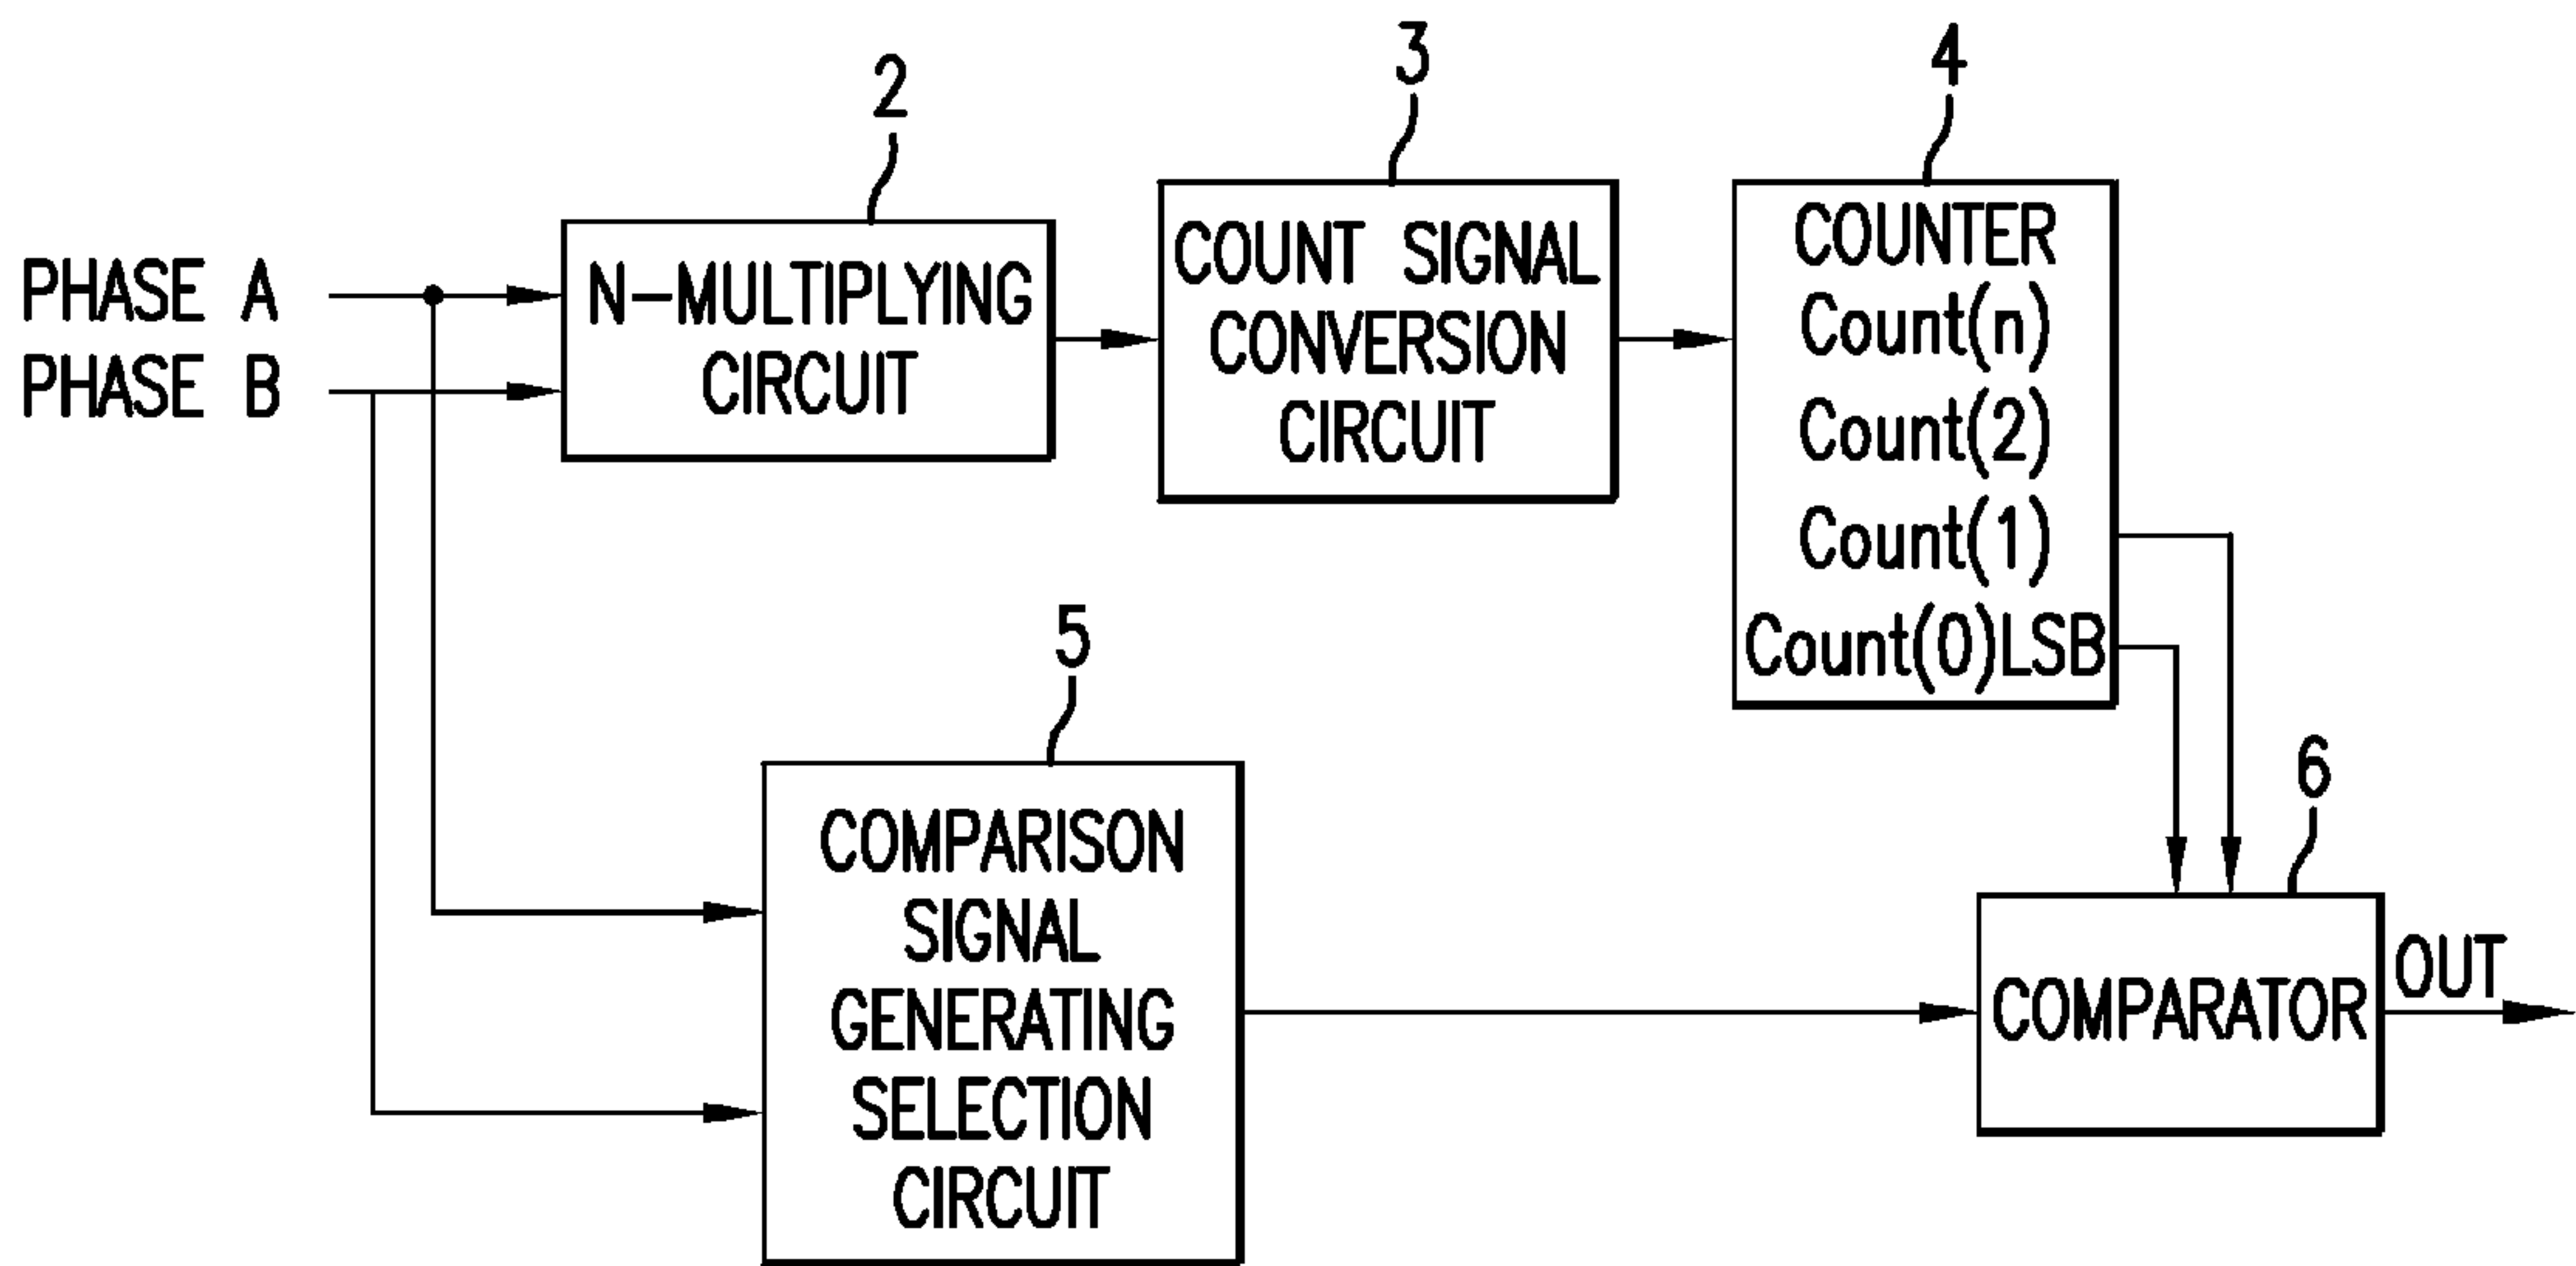 2
3
4
PHASE A
PHASE B
N-MULTIPLYING
CIRCUIT
COUNT SIGNAL
CONVERSION
CIRCUIT
COUNTER
Count(n)
Count(2)
Count(1)
Count(0)LSB
5
COMPARISON
SIGNAL
GENERATING
SELECTION
CIRCUIT
6
COMPARATOR
OUT